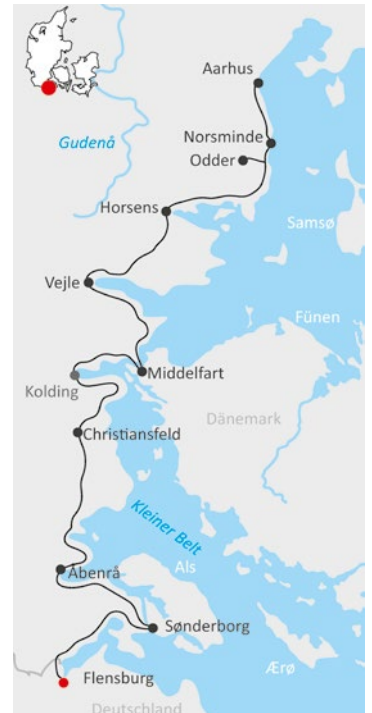 Aarhus
Gudenå
Norsminde
Odder
Horsens
Samsø
Vejle
Fünen
Middelfart
Kolding
Dänemark
Christiansfeld
Kleiner Belt
Als
Abenrå
Sønderborg
Ærø
Flensburg
Deutschland